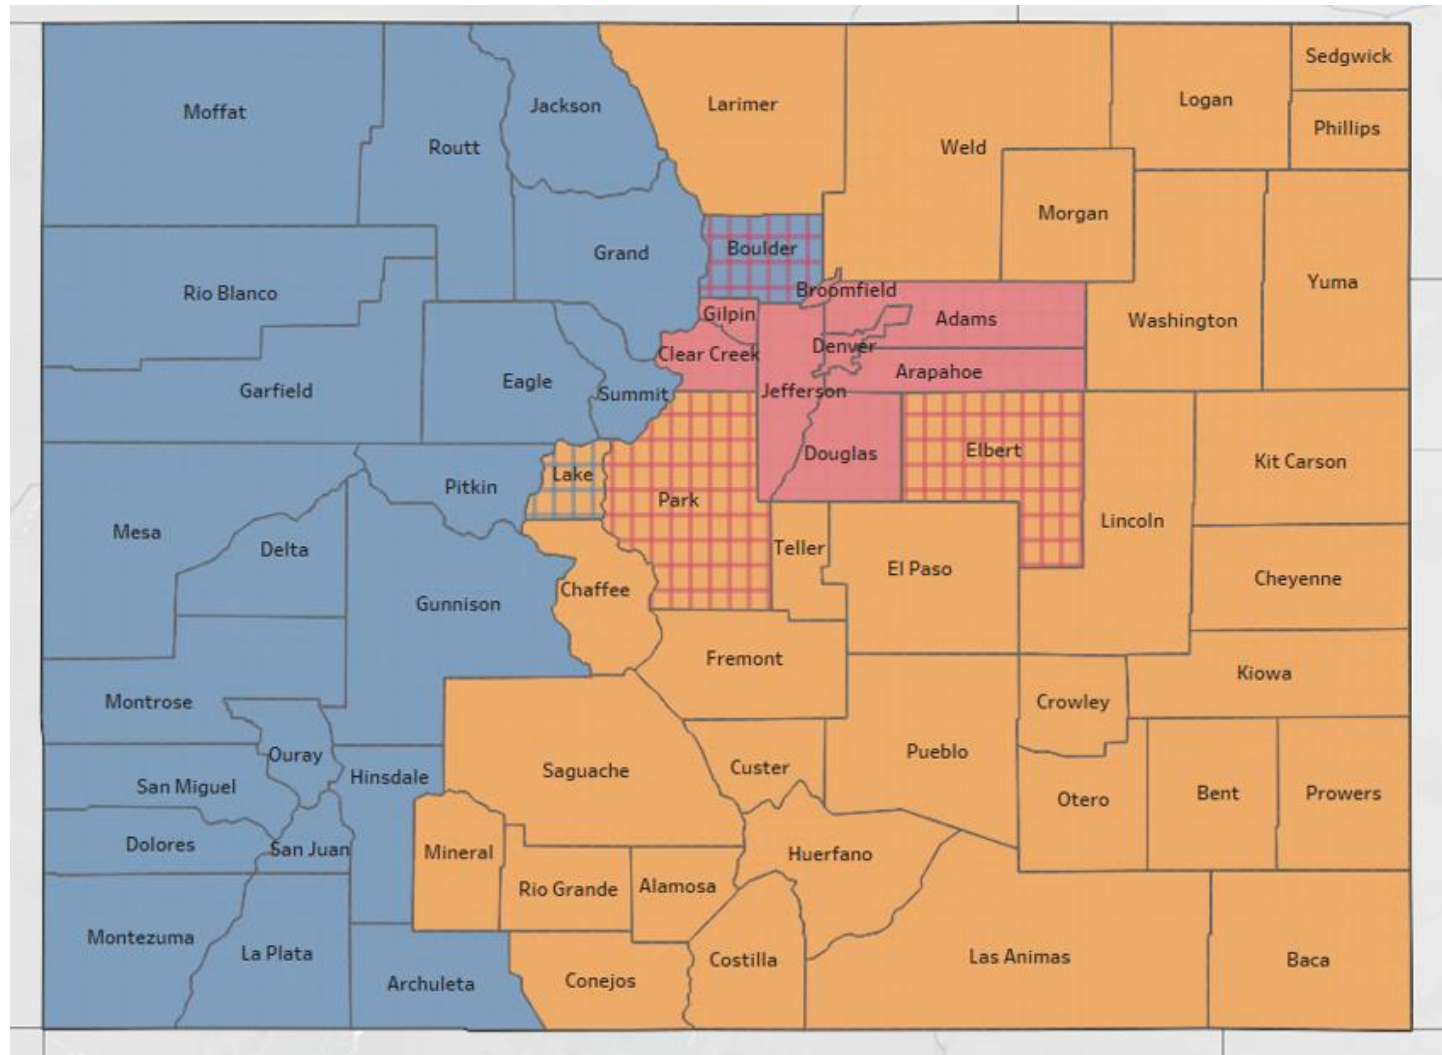 Sedgwick
Moffat
Jackson
Larimer
Logan
Phillips
Routt
Weld
Morgan
Grand
Boulder
Rio Blanco
Broomfield
Yuma
Gilpin
Adams
Washington
Denver
Clear Creek
Arapahoe
Garfield
Eagle
Summit
Jefferson
Douglas
Elbert
Kit Carson
Lake
Pitkin
Park
Lincoln
Mesa
Delta
Teller
El Paso
Cheyenne
Gunnison
Chaffee
Fremont
Kiowa
Montrose
Crowley
Ouray
Pueblo
San Miguel
Hinsdale
Saguache
Custer
Otero
Bent
Prowers
Dolores
San Juan
Mineral
Huerfano
Rio Grande
Alamosa
Montezuma
La Plata
Costilla
Las Animas
Baca
Archuleta
Conejos